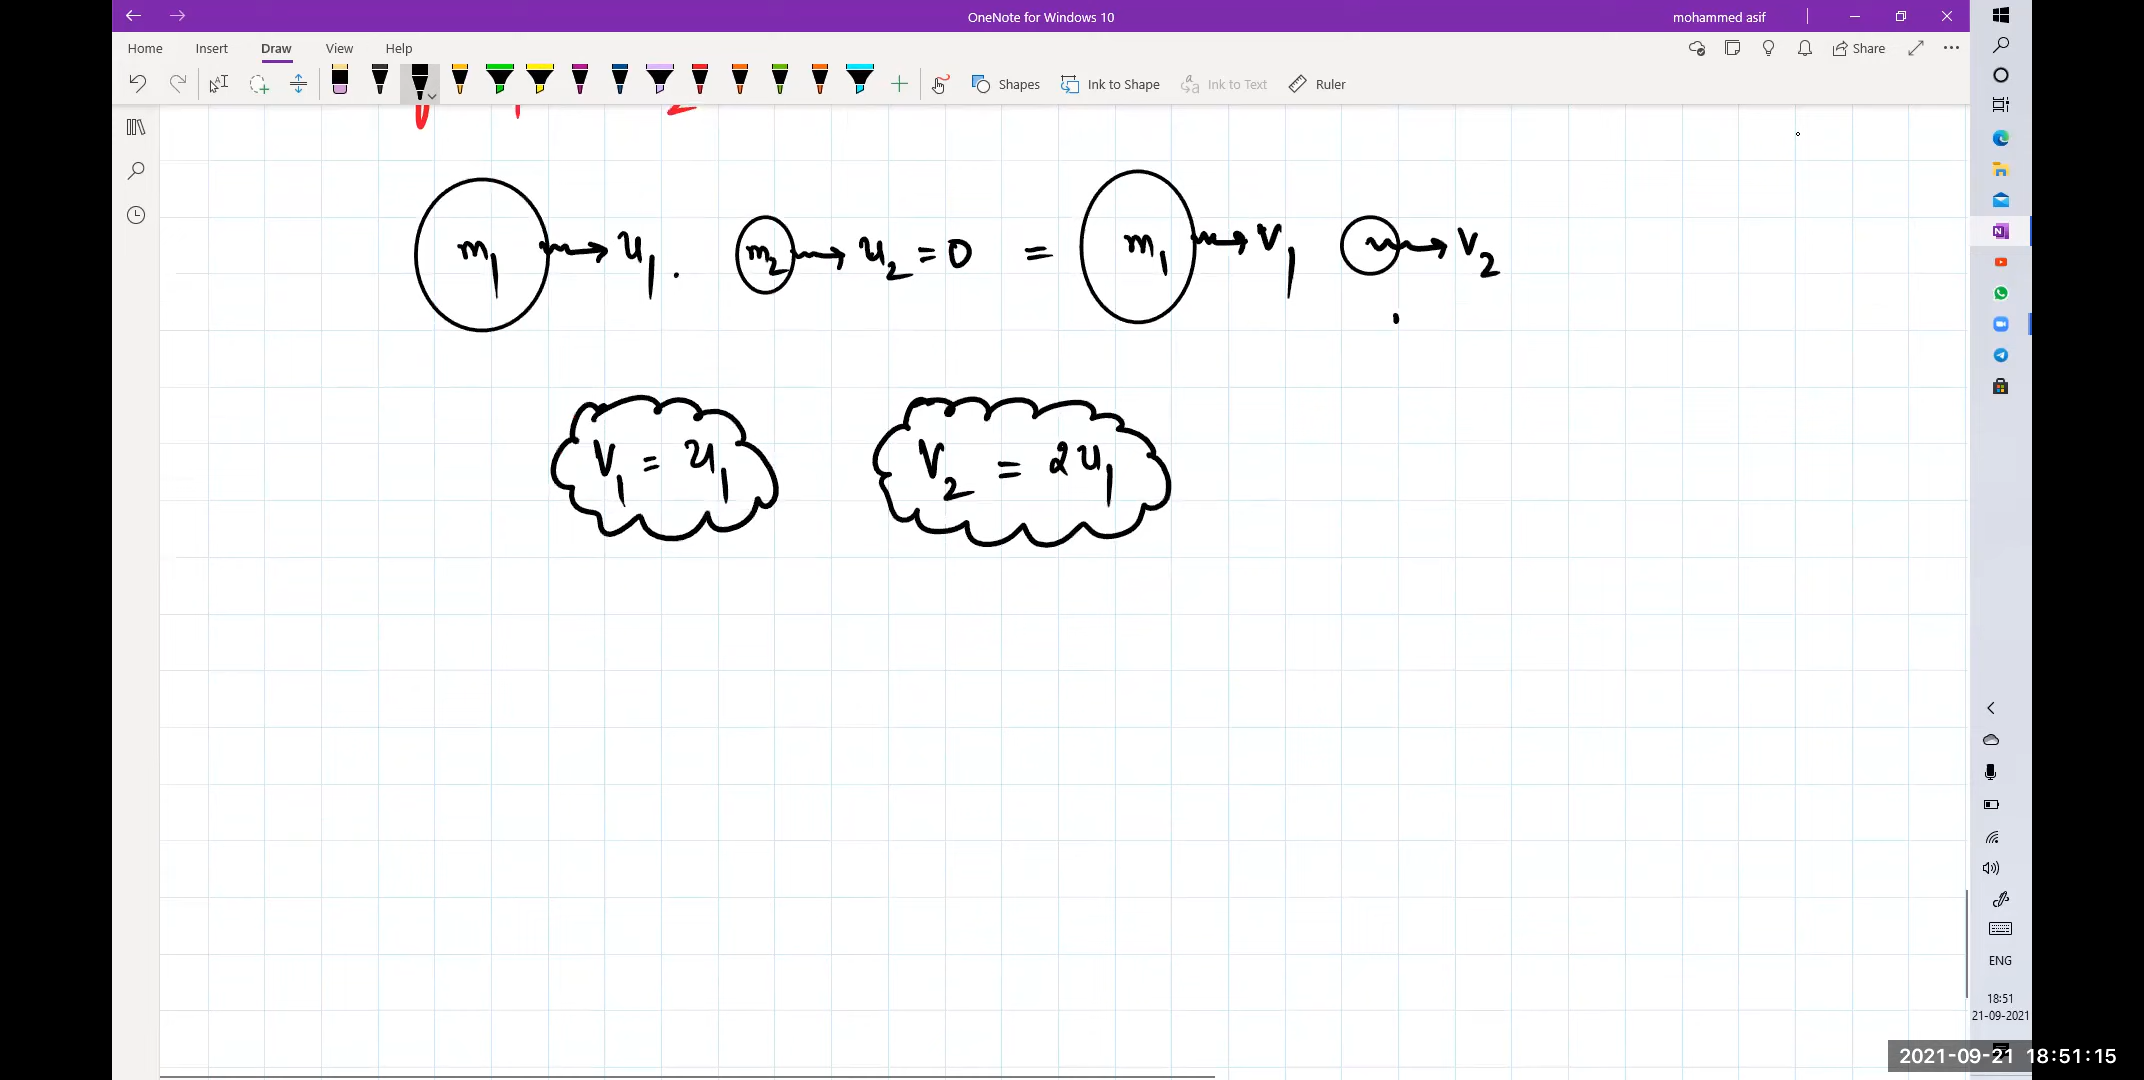 OneNote for Windows 10
mohammed asif
Home Insert Draw View Help
Share
Shapes Ink to Shape Ink to Text Ruler
m1 → u1 . m2 → u2 = 0 = m1 → v1 → v2
v1 = u1 v2 = 2u1
ENG
18:51
21-09-2021
2021-09-21 18:51:15